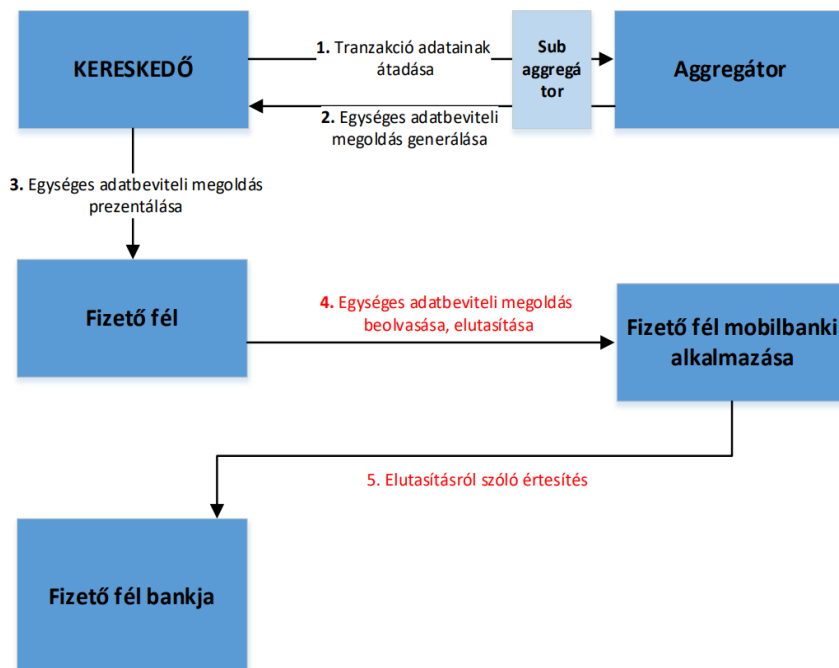 KERESKEDŐ
1. Tranzakció adatainak
átadása
Sub
aggregá
tor
Aggregátor
2. Egységes adatbeviteli
megoldás generálása
3. Egységes adatbeviteli megoldás
prezentálása
Fizető fél
4. Egységes adatbeviteli megoldás
beolvasása, elutasítása
Fizető fél mobilbanki
alkalmazása
5. Elutasításról szóló értesítés
Fizető fél bankja